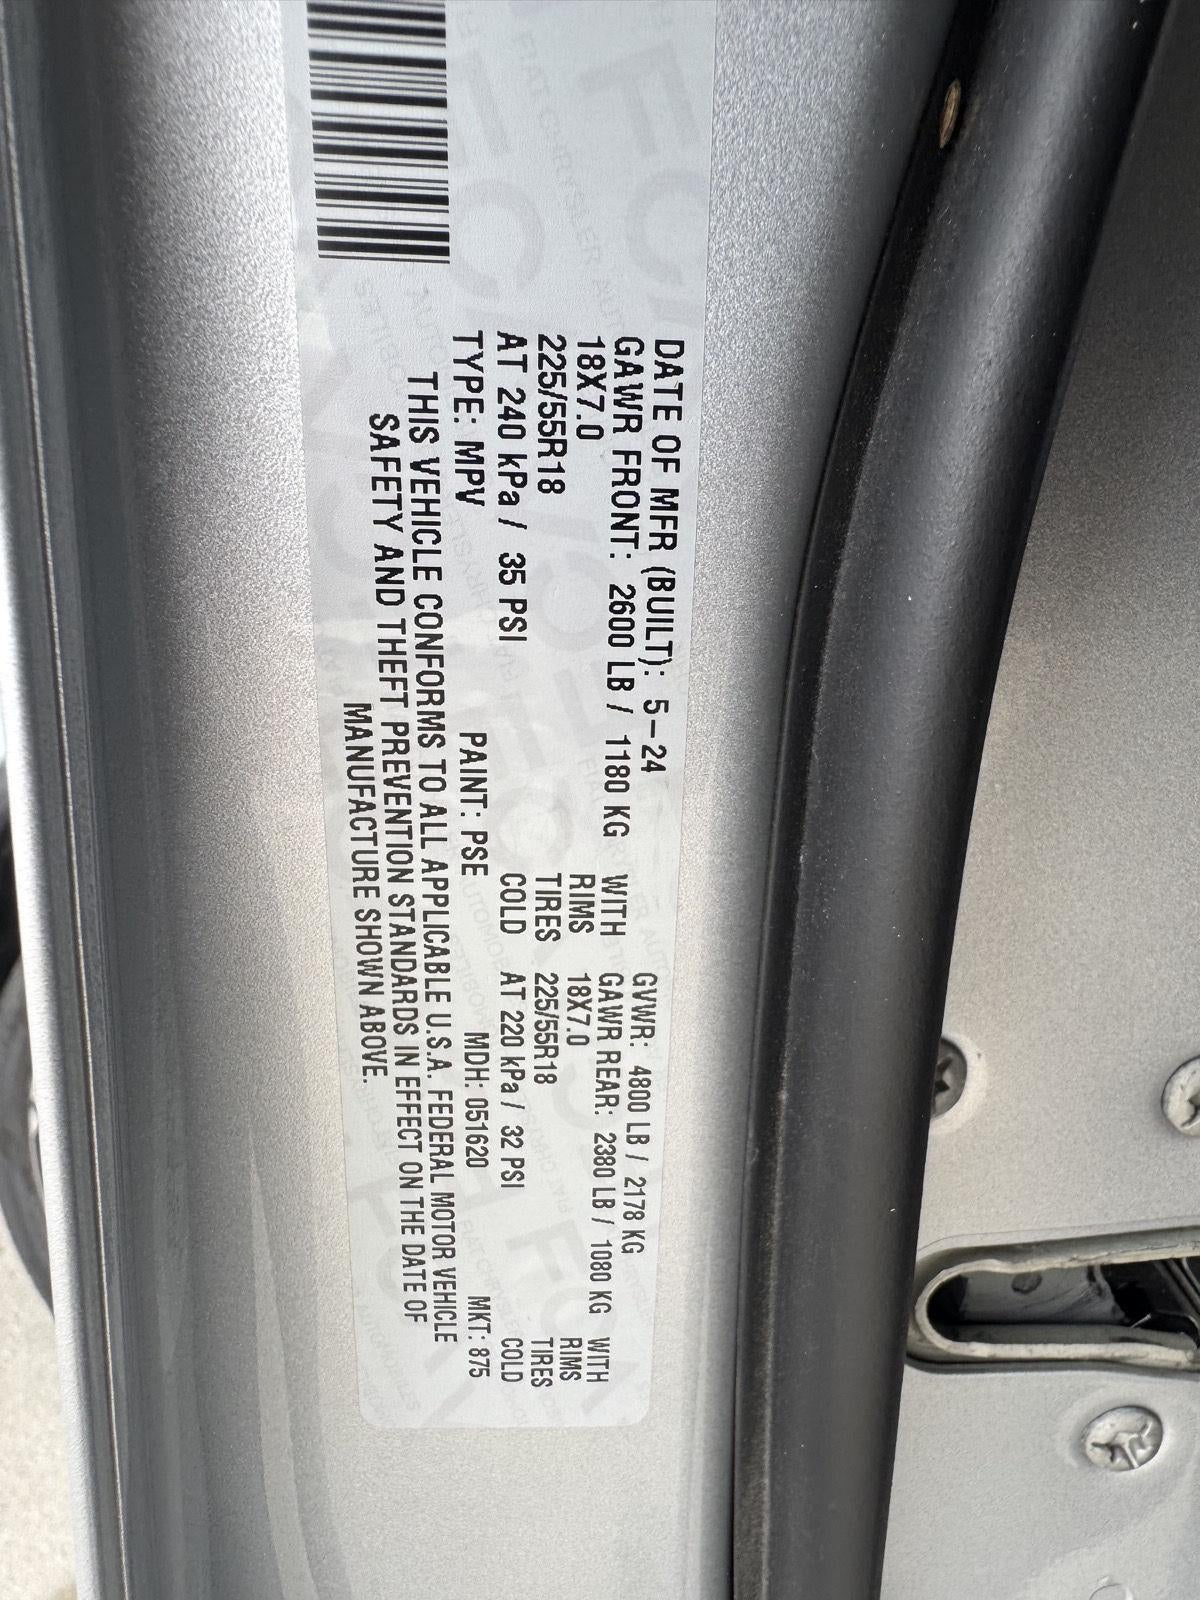 DATE OF MFR (BUILT): 5-24 GVWR: 4800 LB / 2178 KG
GAWR FRONT: 2600 LB / 1180 KG WITH GAWR REAR: 2380 LB / 1080 KG WITH
18X7.0 RIMS 18X7.0 RIMS
225/55R18 TIRES 225/55R18 TIRES
AT 240 kPa / 35 PSI COLD AT 220 kPa / 32 PSI COLD
TYPE: MPV PAINT: PSE MDH: 051620 MKT: 875
THIS VEHICLE CONFORMS TO ALL APPLICABLE U.S.A. FEDERAL MOTOR VEHICLE
SAFETY AND THEFT PREVENTION STANDARDS IN EFFECT ON THE DATE OF
MANUFACTURE SHOWN ABOVE.